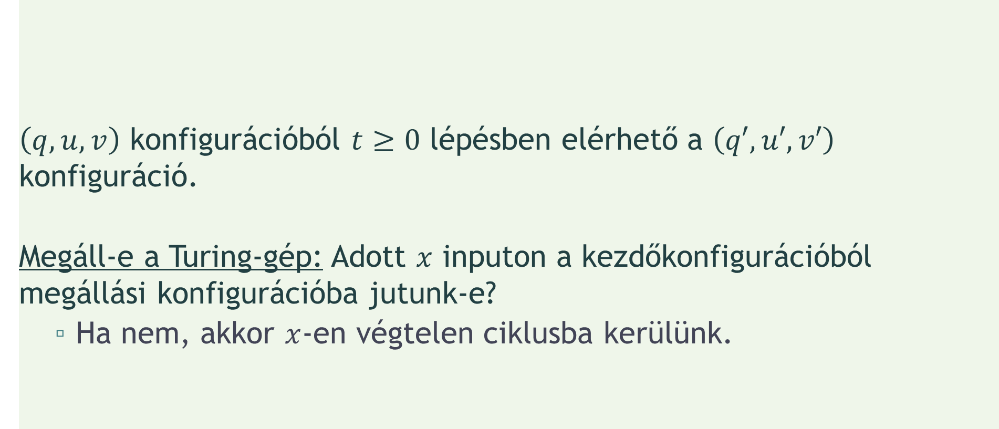 (q, u, v) konfigurációból t ≥ 0 lépésben elérhető a (q′, u′, v′)
konfiguráció.
Megáll-e a Turing-gép: Adott x inputon a kezdőkonfigurációból
megállási konfigurációba jutunk-e?
▫ Ha nem, akkor x-en végtelen ciklusba kerülünk.